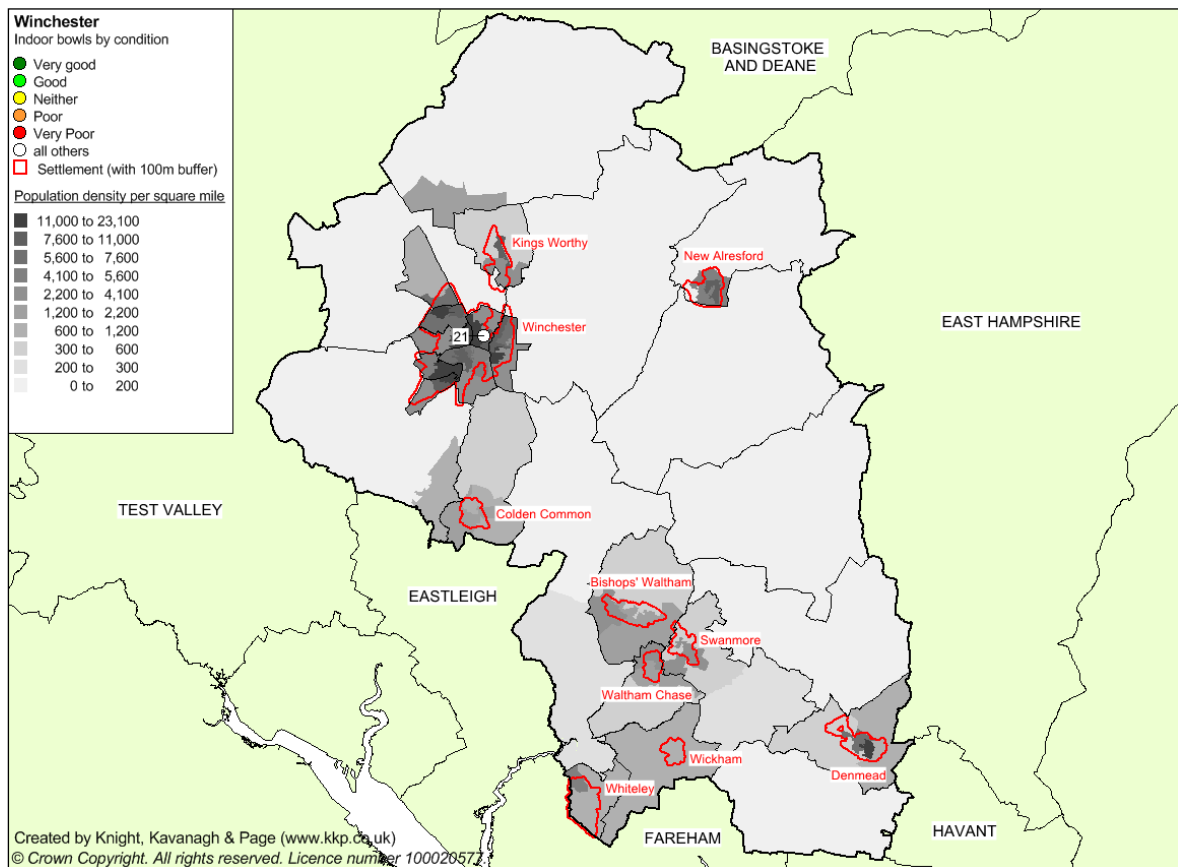 Winchester
Indoor bowls by condition
Very good
Good
Neither
Poor
Very Poor
all others
Settlement (with 100m buffer)
Population density per square mile
11,000 to 23,100
7,600 to 11,000
5,600 to 7,600
4,100 to 5,600
2,200 to 4,100
1,200 to 2,200
600 to 1,200
300 to 600
200 to 300
0 to 200
BASINGSTOKE
AND DEANE
Kings Worthy
New Alresford
EAST HAMPSHIRE
Winchester
21
TEST VALLEY
Colden Common
Bishops' Waltham
EASTLEIGH
Swanmore
Waltham Chase
Wickham
Denmead
Whiteley
FAREHAM
HAVANT
Created by Knight, Kavanagh & Page (www.kkp.co.uk)
© Crown Copyright. All rights reserved. Licence number 100020577